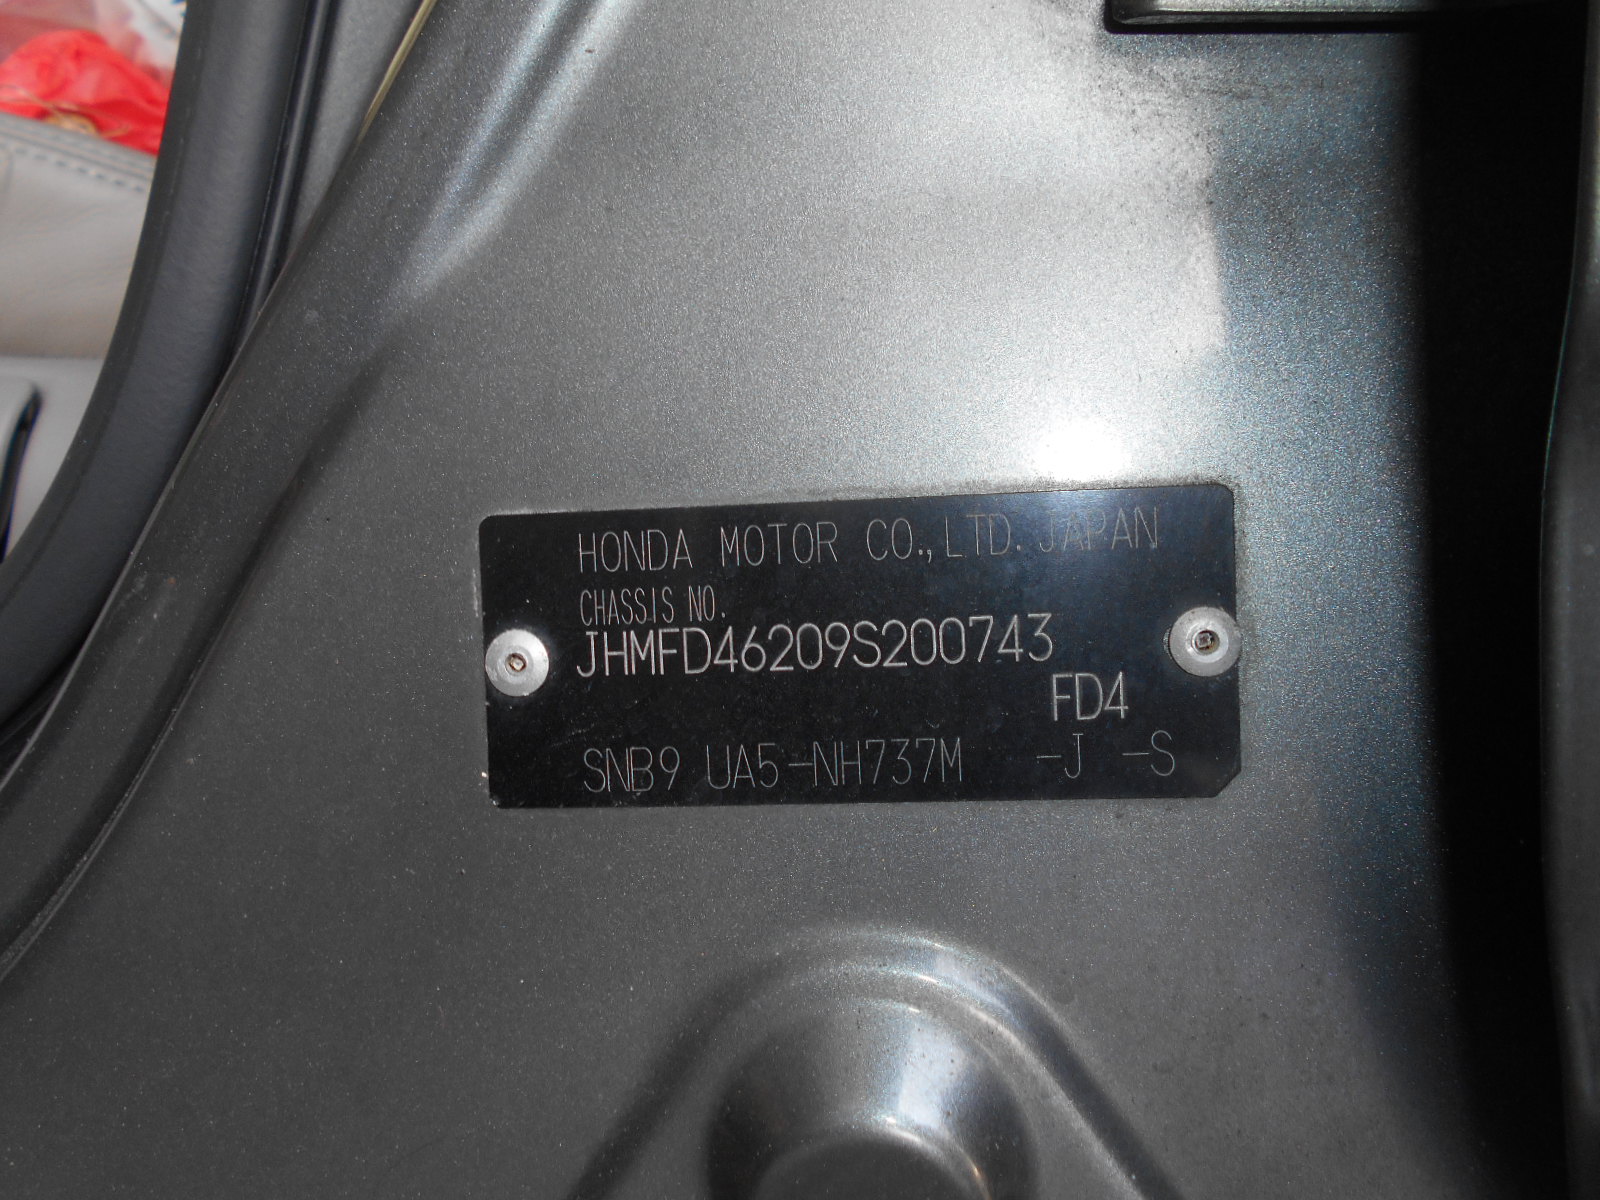 HONDA MOTOR CO., LTD. JAPAN
CHASSIS NO.
JHMFD46209S200743
FD4
SNB9 UA5-NH737M -J -S